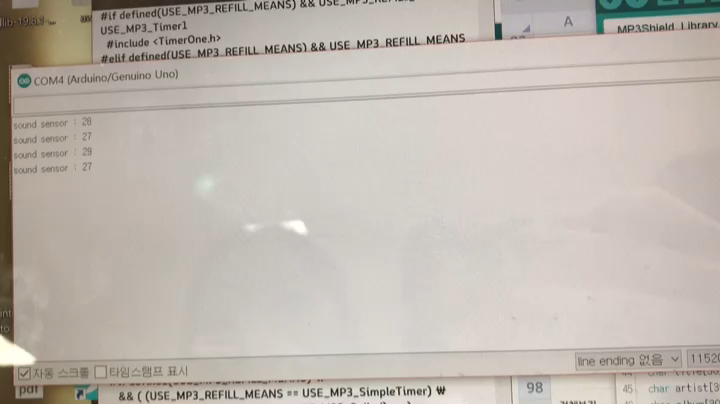 #if defined(USE_MP3_REFILL_MEANS) &&
USE_MP3_Timer1
#include <TimerOne.h>
#elif defined(USE_MP3_REFILL_MEANS) && USE_MP3_REFILL_MEANS
A
MP3Shield_Library
COM4 (Arduino/Genuino Uno)
sound sensor : 28
sound sensor : 27
sound sensor : 29
sound sensor : 27
line ending 없음
11520
자동 스크롤
타임스탬프 표시
pdf
&& ( (USE_MP3_REFILL_MEANS == USE_MP3_SimpleTimer) ₩
98
45 char artist[3